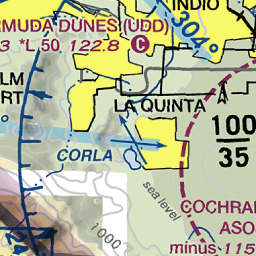 INDIO
RMUDA DUNES (UDD)
3 *L 50 122.8 C
304°
LM
RT
LA QUINTA
100
35
CORLA
sea level
COCHRA
ASO
minus 115
1000